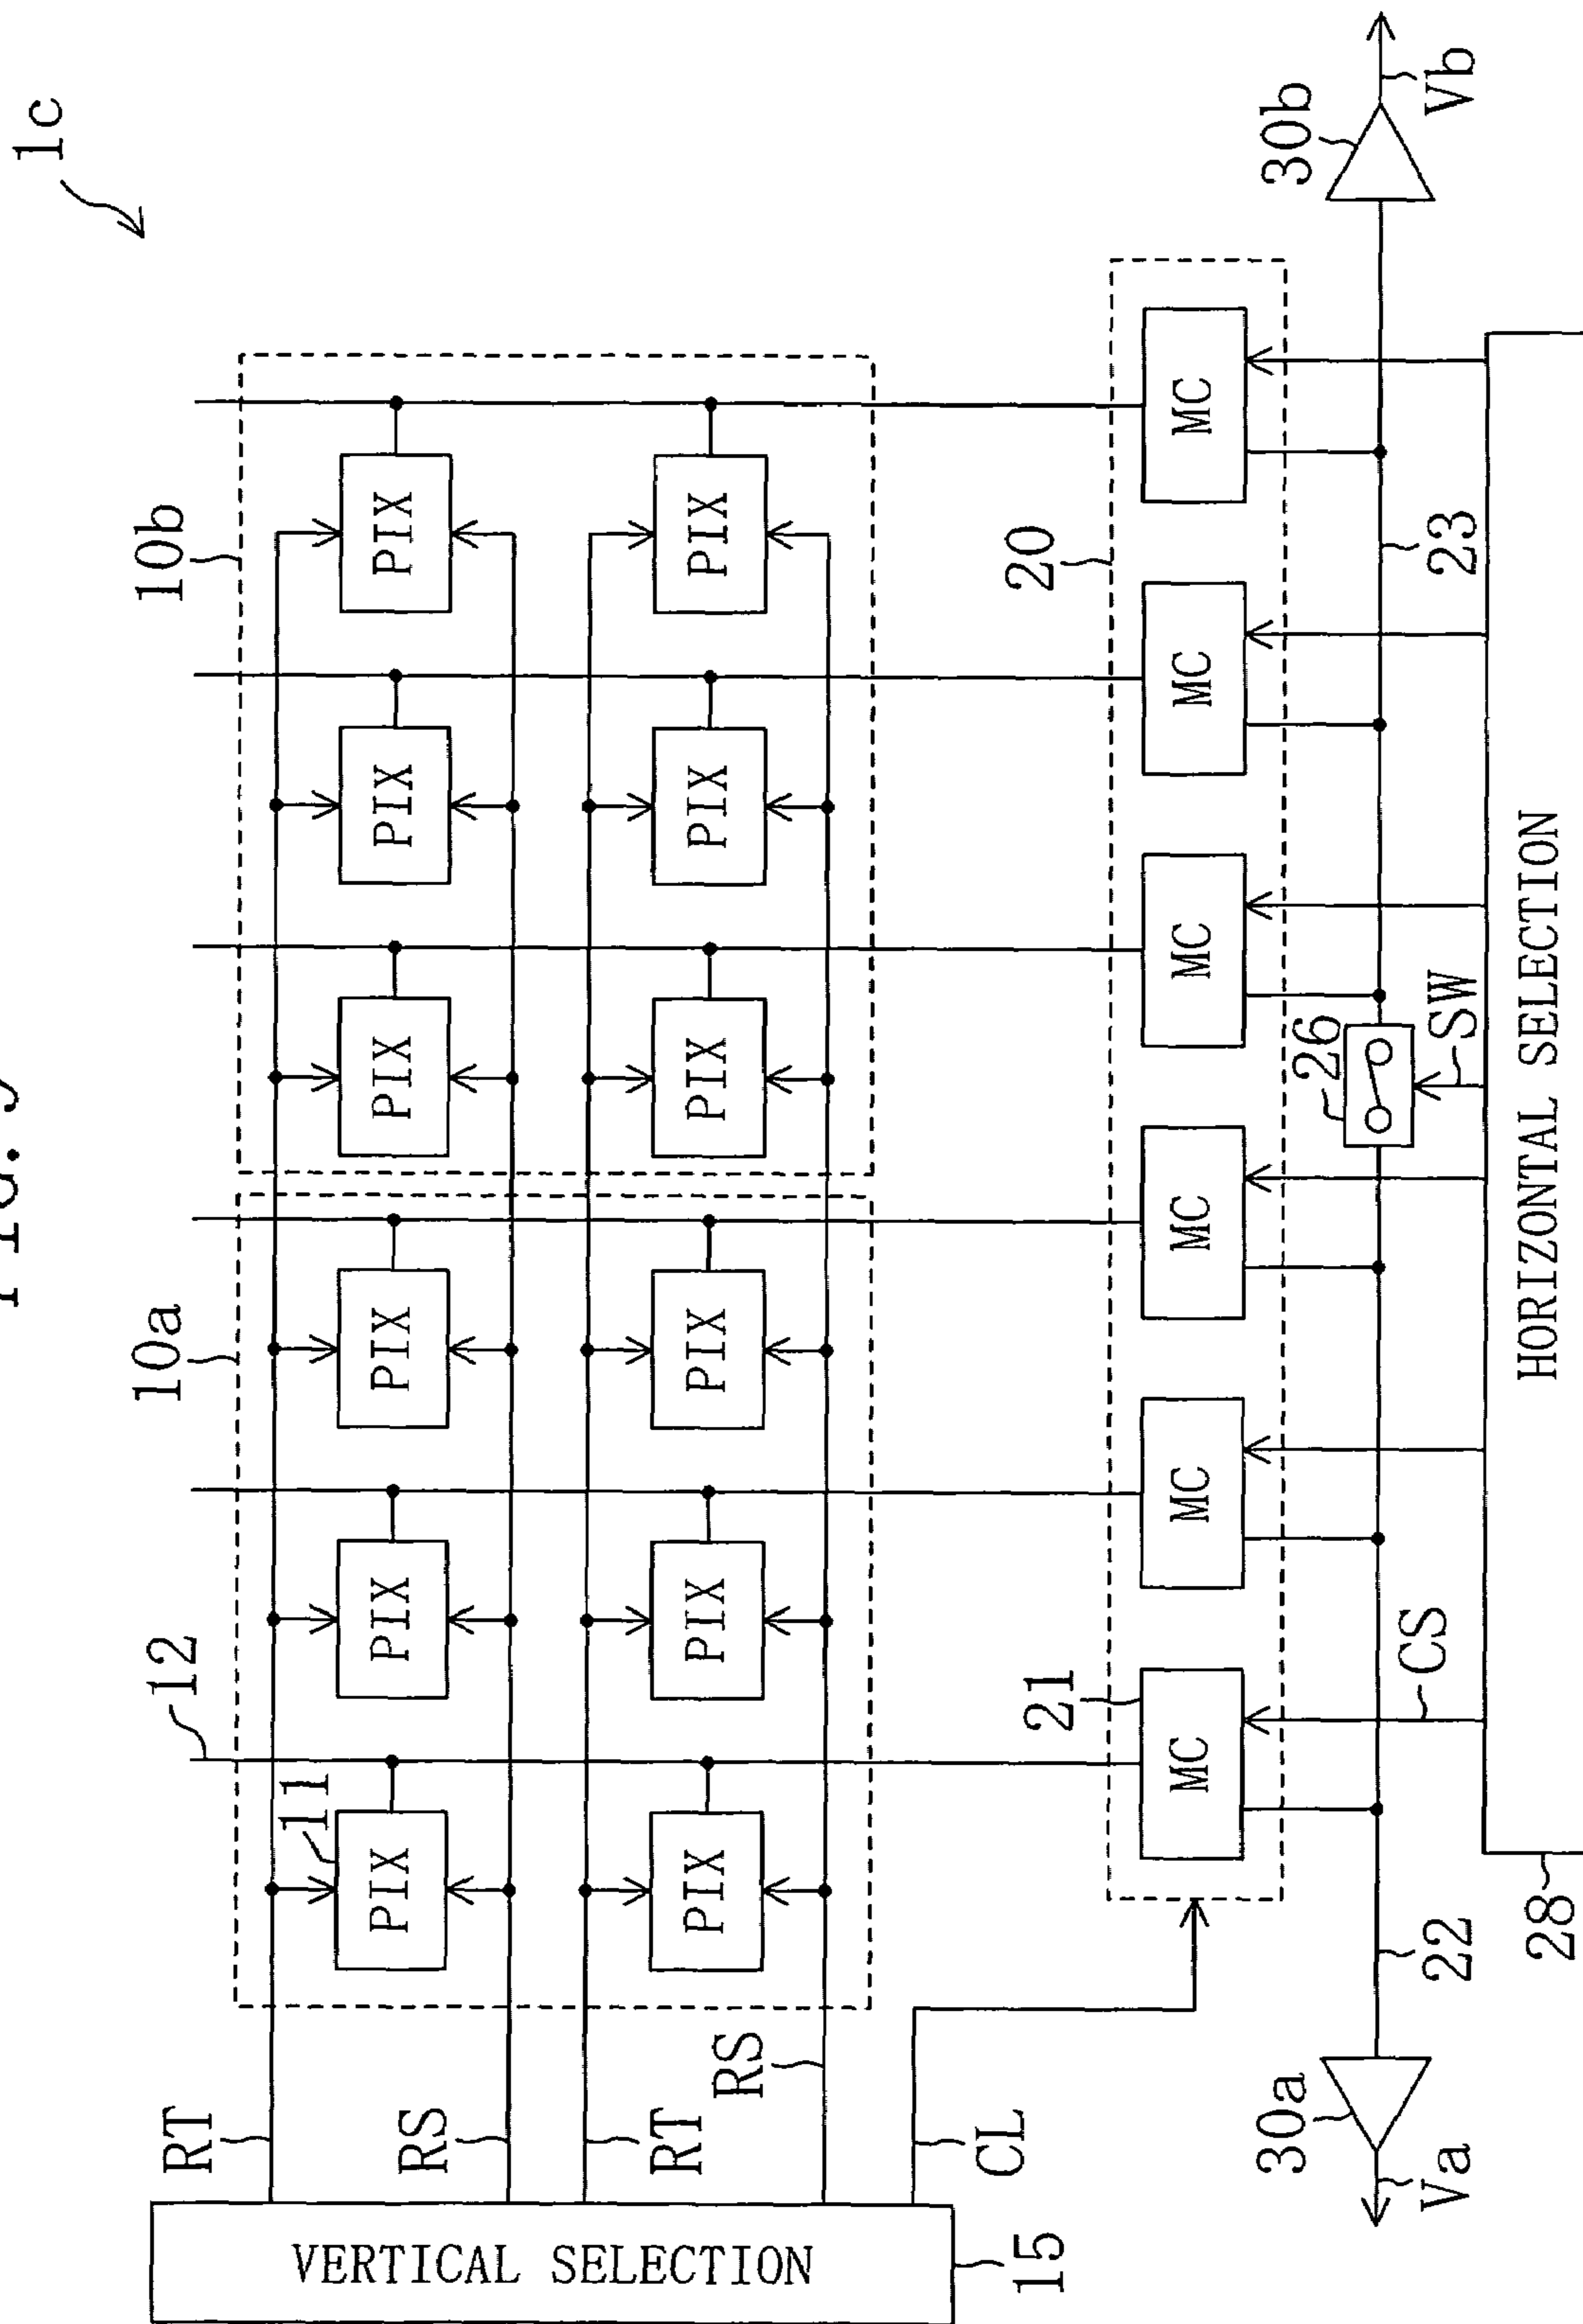 FIG.
1c
10a
10b
12
RT
11
PIX PIX PIX PIX PIX PIX
RS
RT
PIX PIX PIX PIX PIX PIX
RS
VERTICAL SELECTION
15
CL
20
21
MC MC MC MC MC MC
30a
26
30b
Va
22
CS
SW
23
Vb
28
HORIZONTAL SELECTION